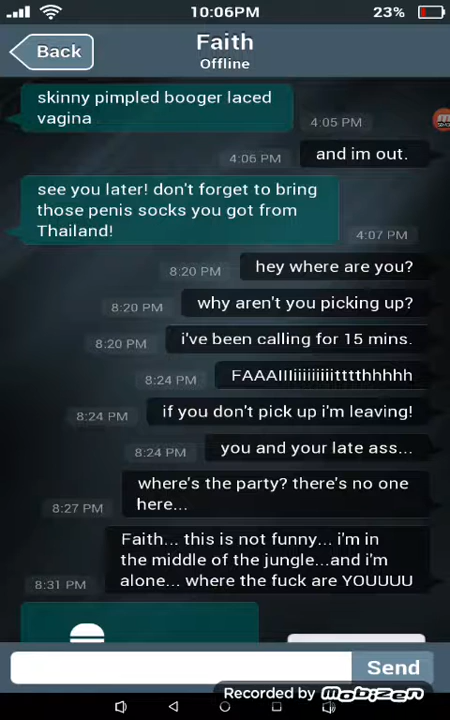 10:06PM
23%
Back
Faith
Offline
skinny pimpled booger laced
vagina
4:05 PM
4:06 PM
and im out.
see you later! don't forget to bring
those penis socks you got from
Thailand!
4:07 PM
8:20 PM
hey where are you?
8:20 PM
why aren't you picking up?
8:20 PM
i've been calling for 15 mins.
8:24 PM
FAAAIIIiiiiiiiiitttthhhhh
8:24 PM
if you don't pick up i'm leaving!
8:24 PM
you and your late ass...
8:27 PM
where's the party? there's no one
here...
Faith... this is not funny... i'm in
the middle of the jungle...and i'm
alone... where the fuck are YOUUUU
8:31 PM
Send
Recorded by mobizen